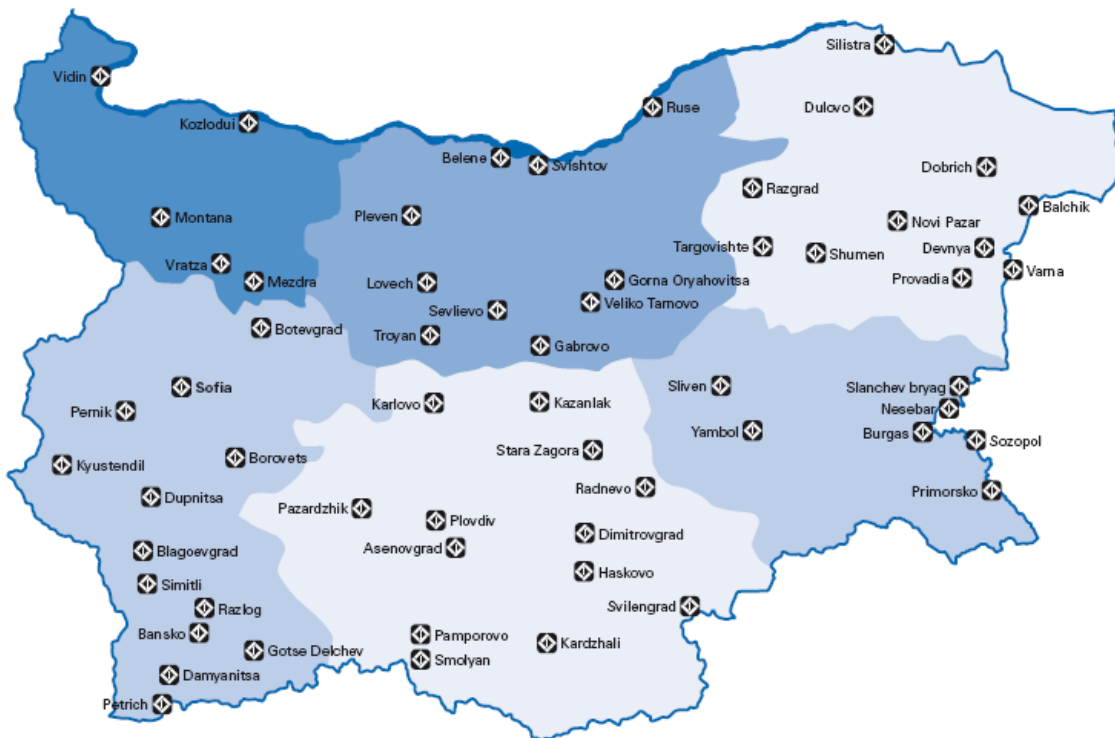 Silistra
Vidin
Ruse
Dulovo
Kozlodui
Belene
Svishtov
Dobrich
Razgrad
Balchik
Montana
Pleven
Novi Pazar
Targovishte
Devnya
Shumen
Vratza
Varna
Mezdra
Lovech
Gorna Oryahovitsa
Provadia
Veliko Tarnovo
Sevlievo
Botevgrad
Troyan
Gabrovo
Sofia
Sliven
Slanchev bryag
Pernik
Karlovo
Kazanlak
Nesebar
Yambol
Burgas
Sozopol
Stara Zagora
Kyustendil
Borovets
Radnevo
Primorsko
Dupnitsa
Pazardzhik
Plovdiv
Dimitrovgrad
Asenovgrad
Blagoevgrad
Haskovo
Simitli
Svilengrad
Razlog
Bansko
Pamporovo
Kardzhali
Gotse Delchev
Smolyan
Damyanitsa
Petrich